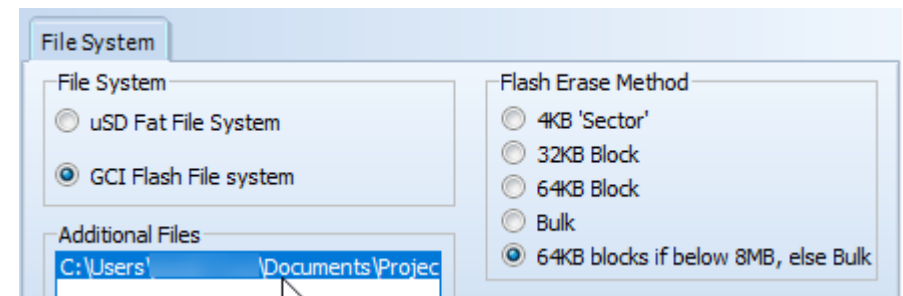 File System
File System
uSD Fat File System
GCI Flash File system
Additional Files
C:\Users\ \Documents\Projec
Flash Erase Method
4KB 'Sector'
32KB Block
64KB Block
Bulk
64KB blocks if below 8MB, else Bulk